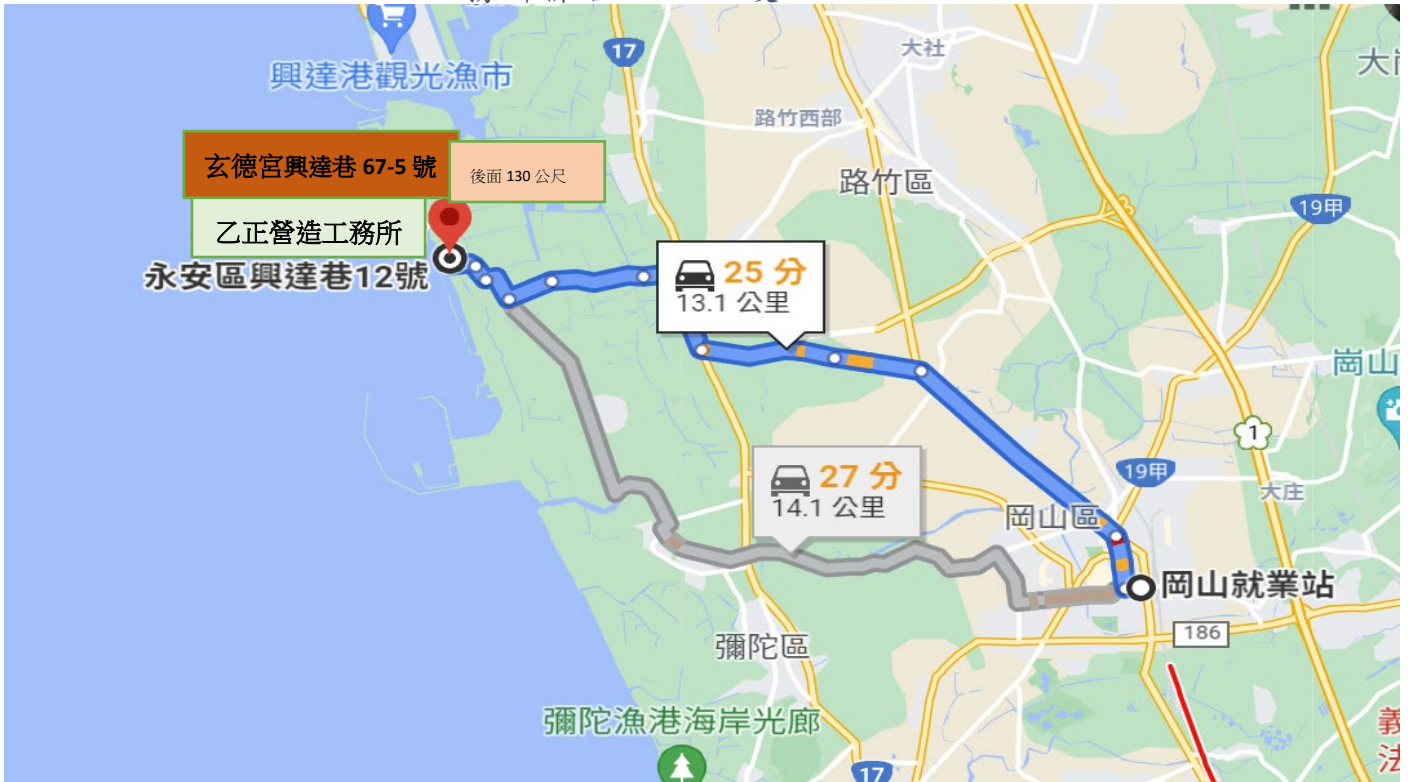 17
大社
興達港觀光漁市
路竹西部
玄德宮興達巷 67-5 號
後面 130 公尺
路竹區
19甲
乙正營造工務所
永安區興達巷12號
25 分
13.1 公里
崗山
1
27 分
14.1 公里
19甲
大庄
岡山區
岡山就業站
186
彌陀區
彌陀漁港海岸光廊
17